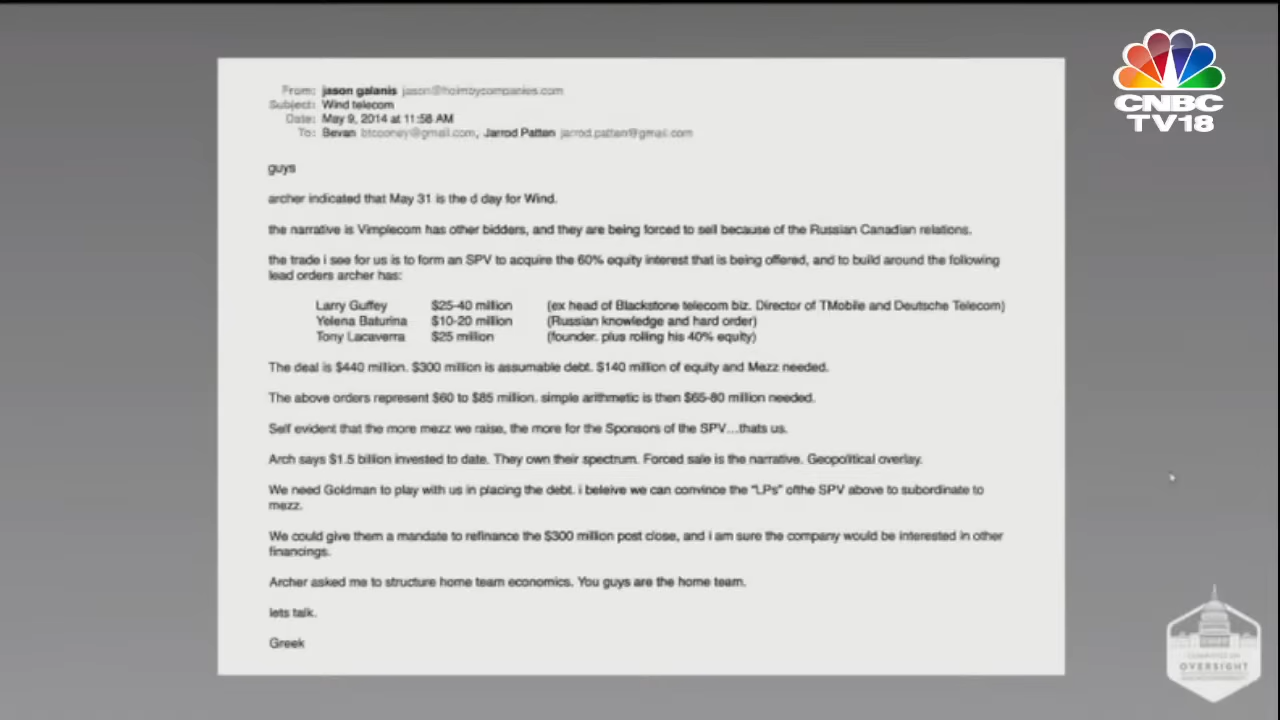 CNBC
TV18
From: jason galanis jason@holmbycompanies.com
Subject: Wind telecom
Date: May 9, 2014 at 11:58 AM
To: Bevan btcooney@gmail.com, Jarrod Patten jarrod.patten@gmail.com
guys
archer indicated that May 31 is the d day for Wind.
the narrative is Vimplecom has other bidders, and they are being forced to sell because of the Russian Canadian relations.
the trade i see for us is to form an SPV to acquire the 60% equity interest that is being offered, and to build around the following
lead orders archer has:
Larry Guffey $25-40 million (ex head of Blackstone telecom biz. Director of TMobile and Deutsche Telecom)
Yelena Baturina $10-20 million (Russian knowledge and hard order)
Tony Lacaverra $25 million (founder. plus rolling his 40% equity)
The deal is $440 million. $300 million is assumable debt. $140 million of equity and Mezz needed.
The above orders represent $60 to $85 million. simple arithmetic is then $65-80 million needed.
Self evident that the more mezz we raise, the more for the Sponsors of the SPV...thats us.
Arch says $1.5 billion invested to date. They own their spectrum. Forced sale is the narrative. Geopolitical overlay.
We need Goldman to play with us in placing the debt. i beleive we can convince the "LPs" ofthe SPV above to subordinate to
mezz.
We could give them a mandate to refinance the $300 million post close, and i am sure the company would be interested in other
financings.
Archer asked me to structure home team economics. You guys are the home team.
lets talk.
Greek
COMMITTEE ON
OVERSIGHT